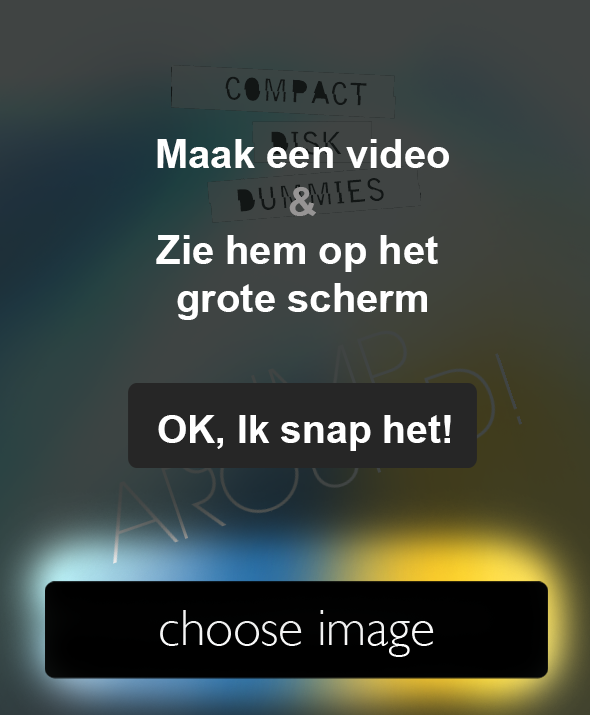 COMPACT
DISK
DUMMIES
Maak een video
&
Zie hem op het
grote scherm
JUMP
AROUND!
OK, Ik snap het!
choose image